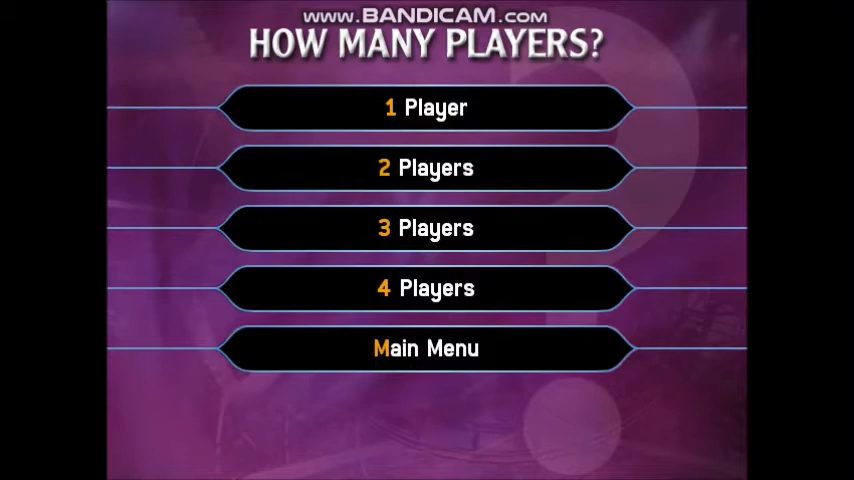 www.BANDICAM.com
HOW MANY PLAYERS?
1 Player
2 Players
3 Players
4 Players
Main Menu